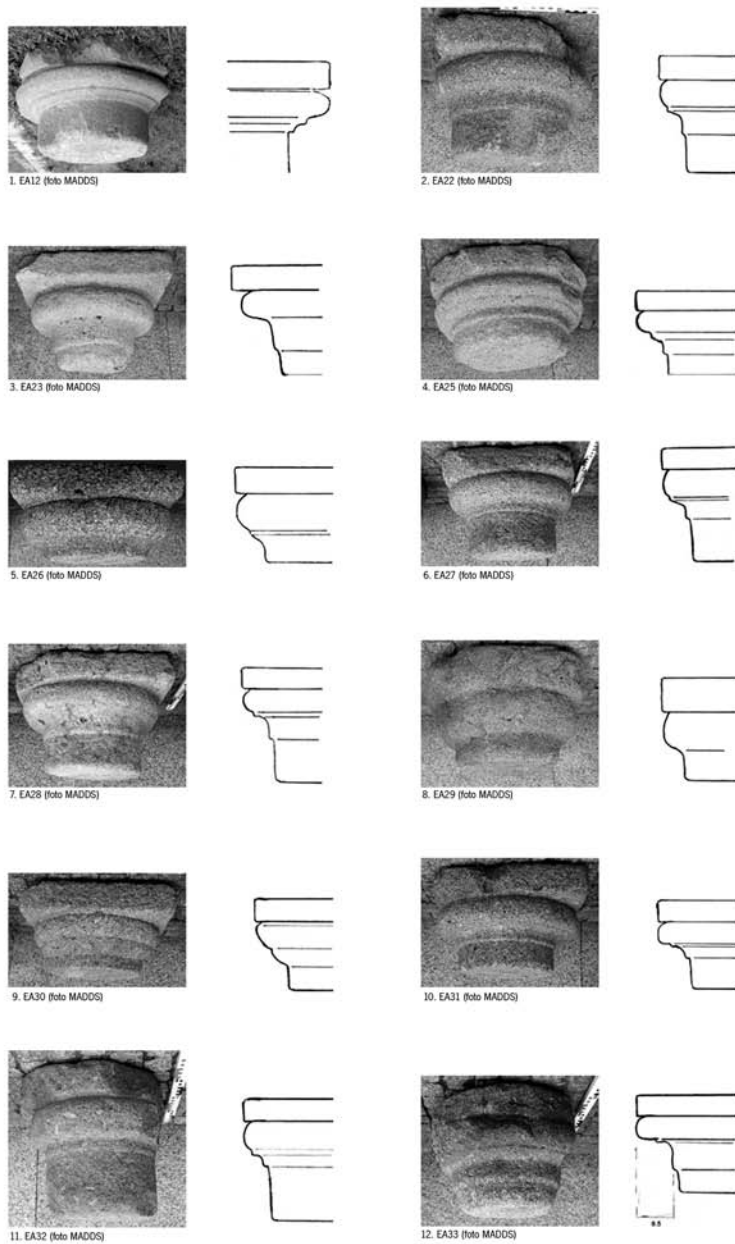 1. EA12 (foto MADDS)
2. EA22 (foto MADDS)
3. EA23 (foto MADDS)
4. EA25 (foto MADDS)
5. EA26 (foto MADDS)
6. EA27 (foto MADDS)
7. EA28 (foto MADDS)
8. EA29 (foto MADDS)
9. EA30 (foto MADDS)
10. EA31 (foto MADDS)
11. EA32 (foto MADDS)
0.5
12. EA33 (foto MADDS)